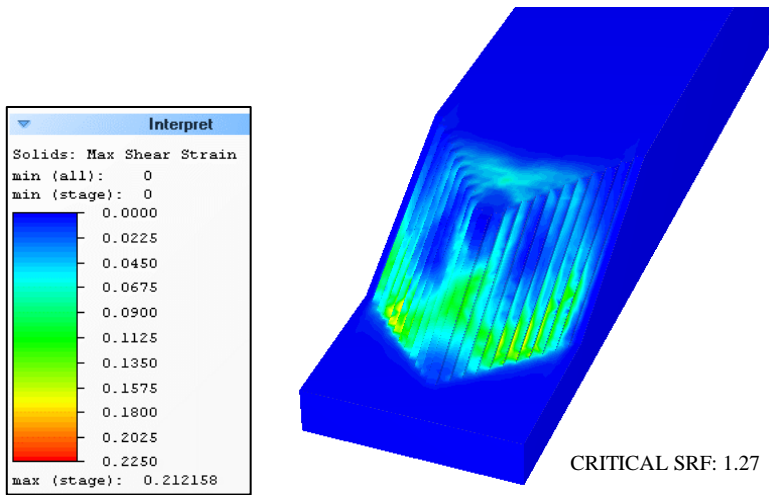 Interpret
Solids: Max Shear Strain
min (all): 0
min (stage): 0
0.0000
0.0225
0.0450
0.0675
0.0900
0.1125
0.1350
0.1575
0.1800
0.2025
0.2250
max (stage): 0.212158
CRITICAL SRF: 1.27